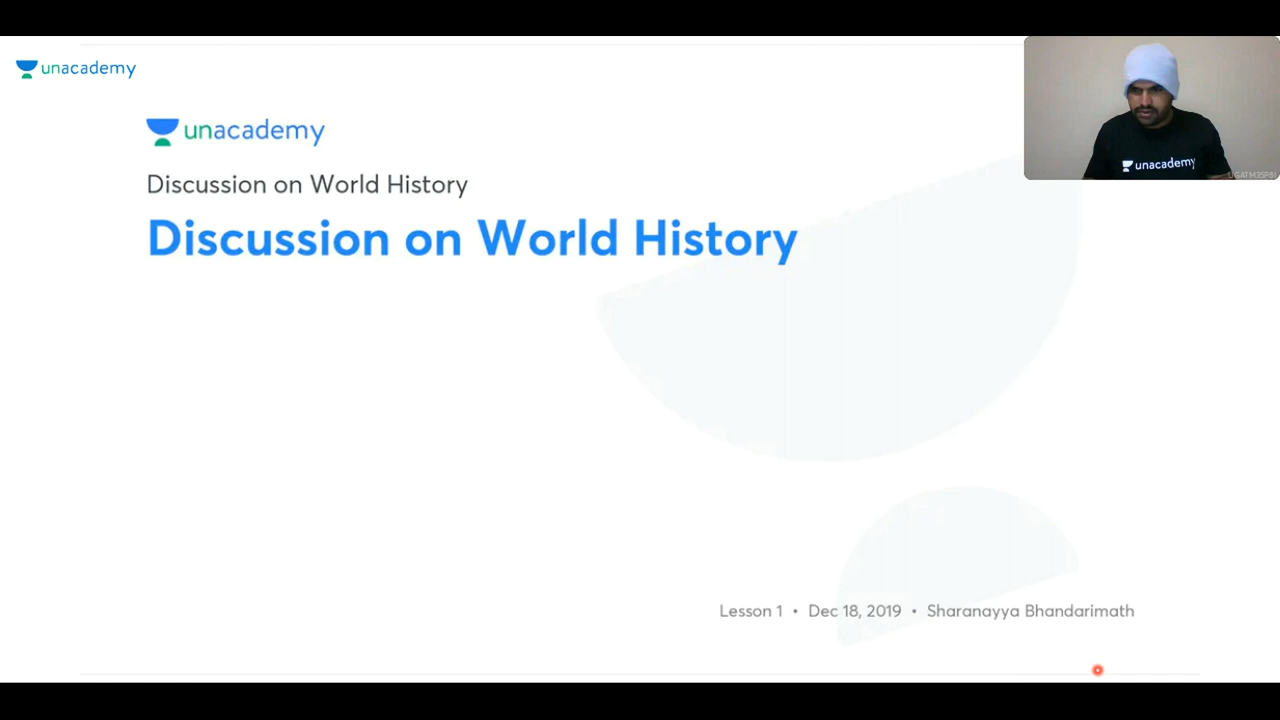 unacademy
unacademy
Discussion on World History
Discussion on World History
unacademy
Lesson 1 • Dec 18, 2019 • Sharanayya Bhandarimath